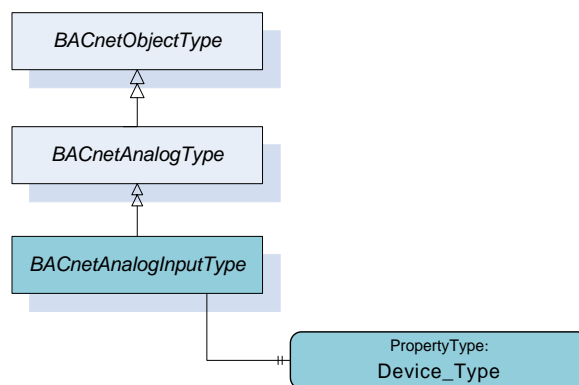 BACnetObjectType
BACnetAnalogType
BACnetAnalogInputType
PropertyType:
Device_Type